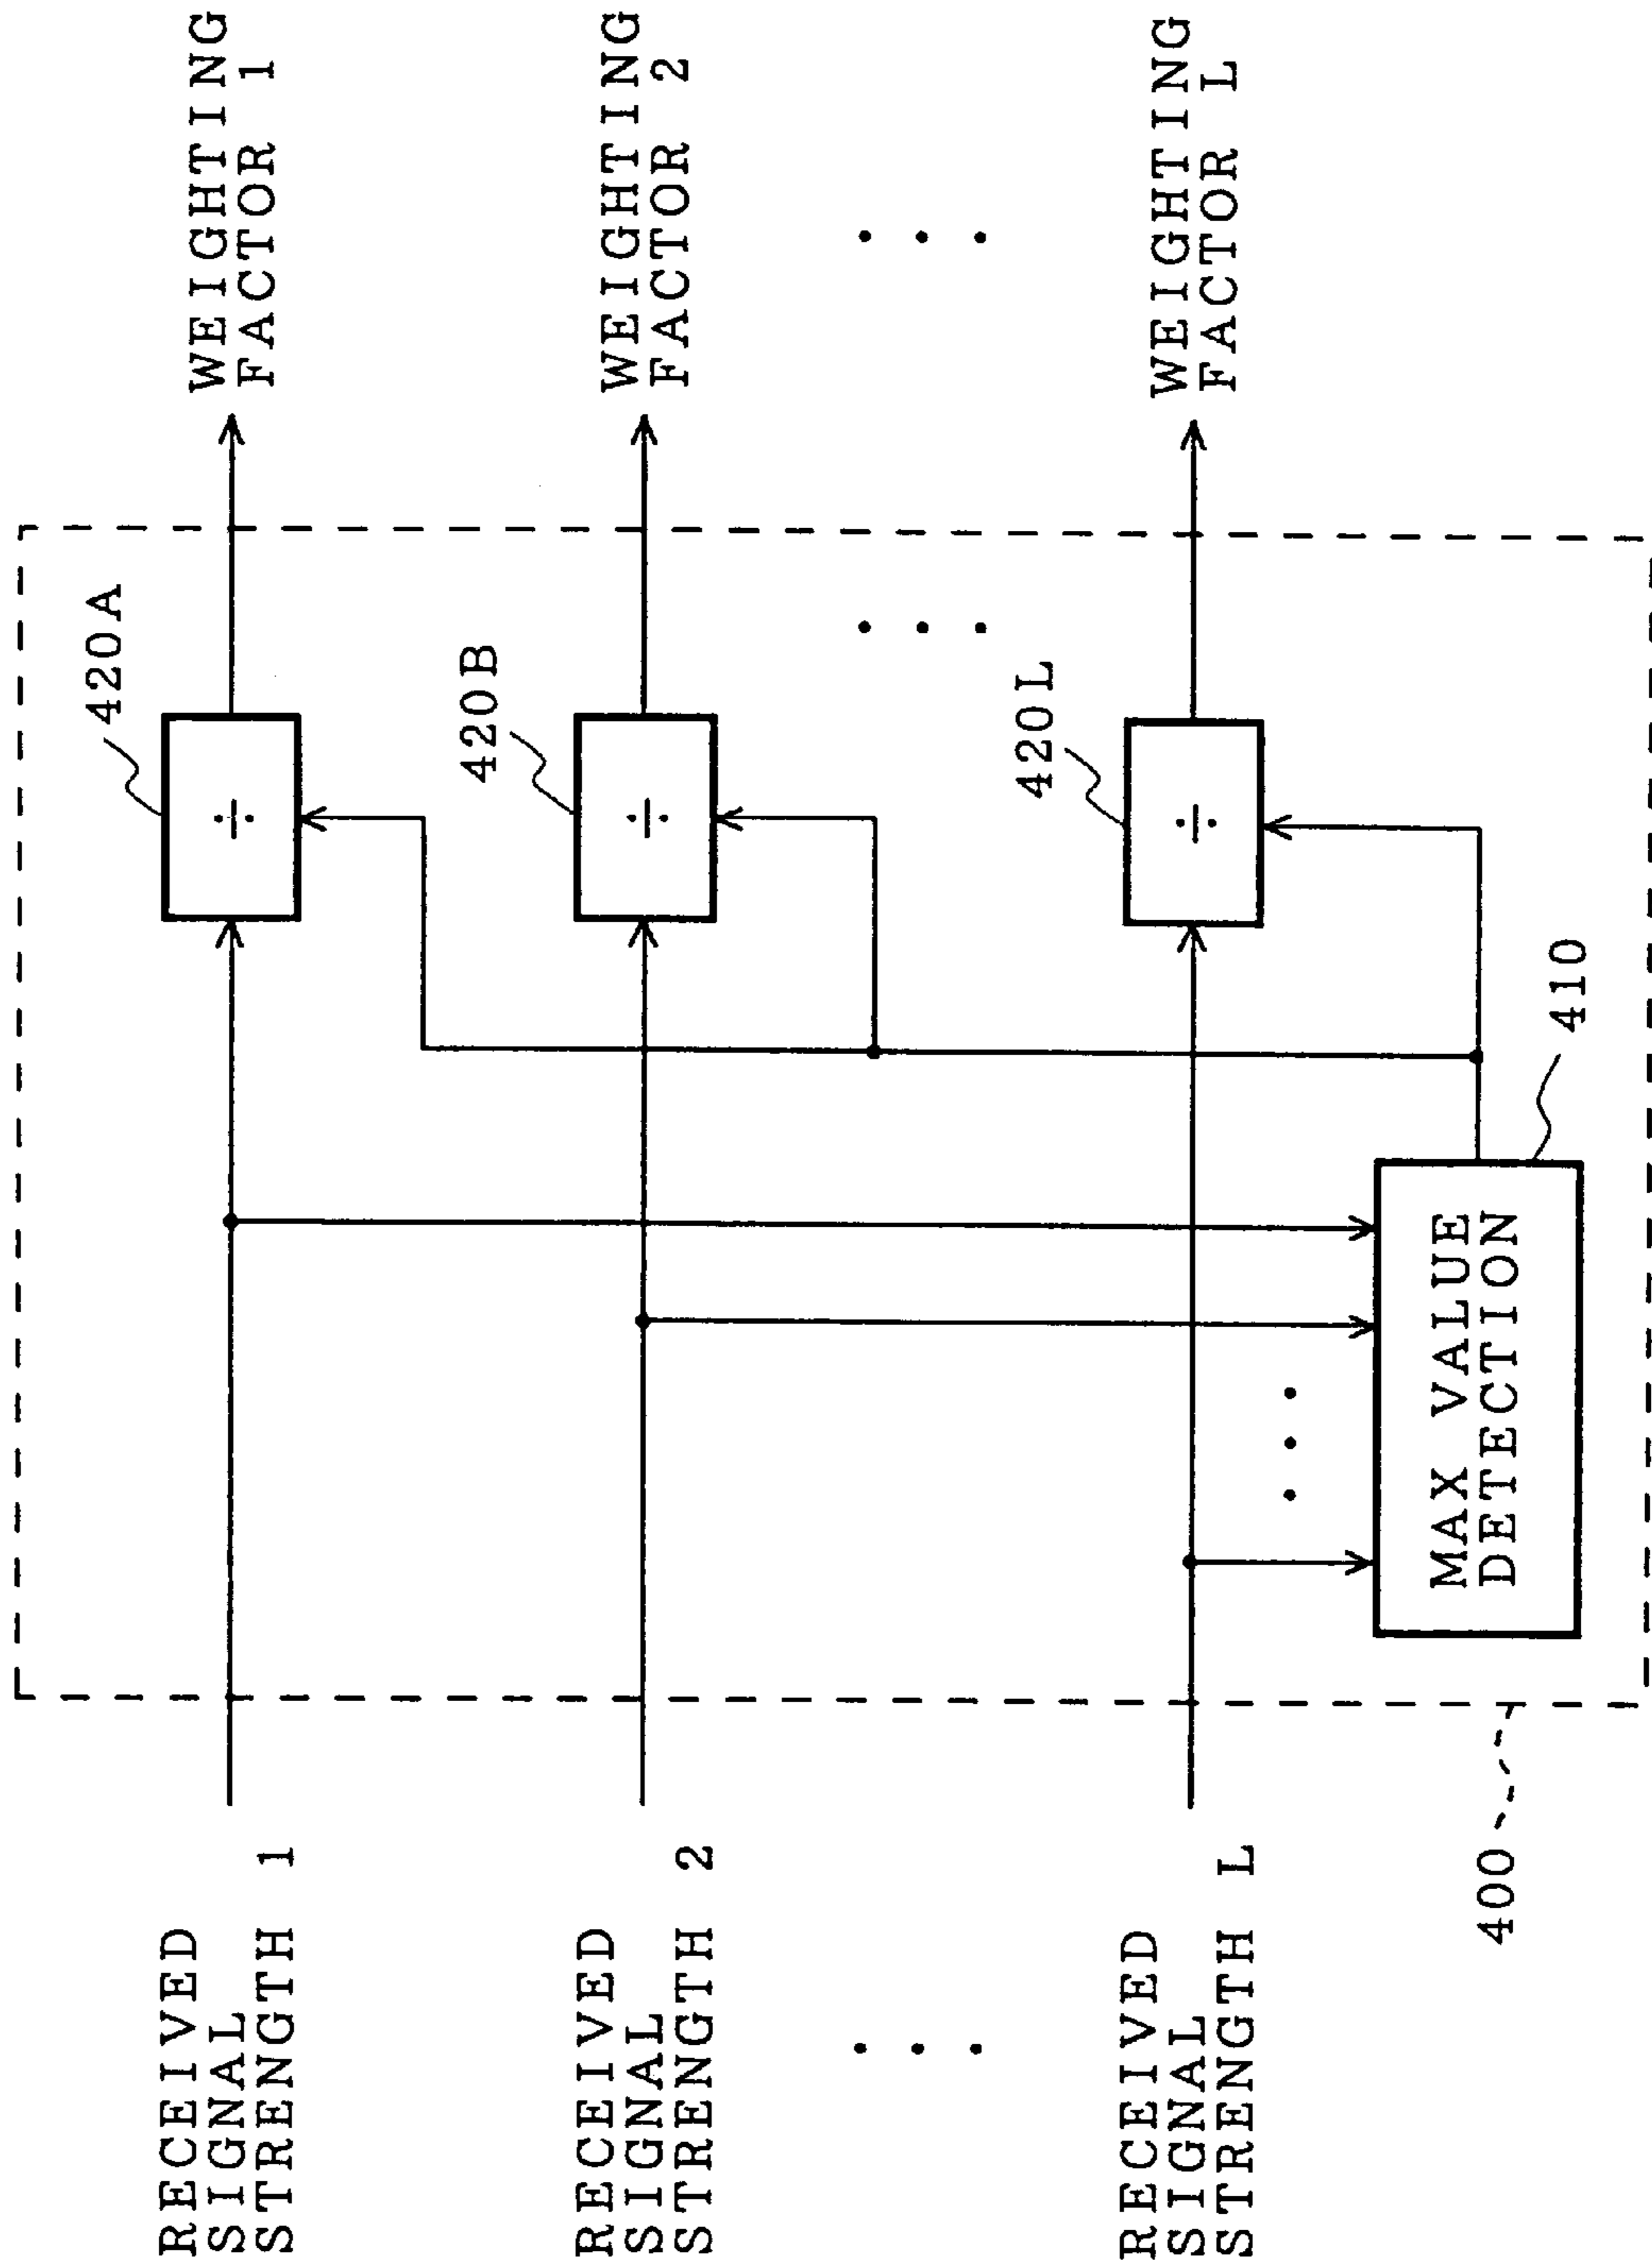 RECEIVED
SIGNAL
STRENGTH 1
420A
÷
WEIGHTING
FACTOR 1
RECEIVED
SIGNAL
STRENGTH 2
420B
÷
WEIGHTING
FACTOR 2
RECEIVED
SIGNAL
STRENGTH L
420L
÷
WEIGHTING
FACTOR L
MAX VALUE
DETECTION
410
400